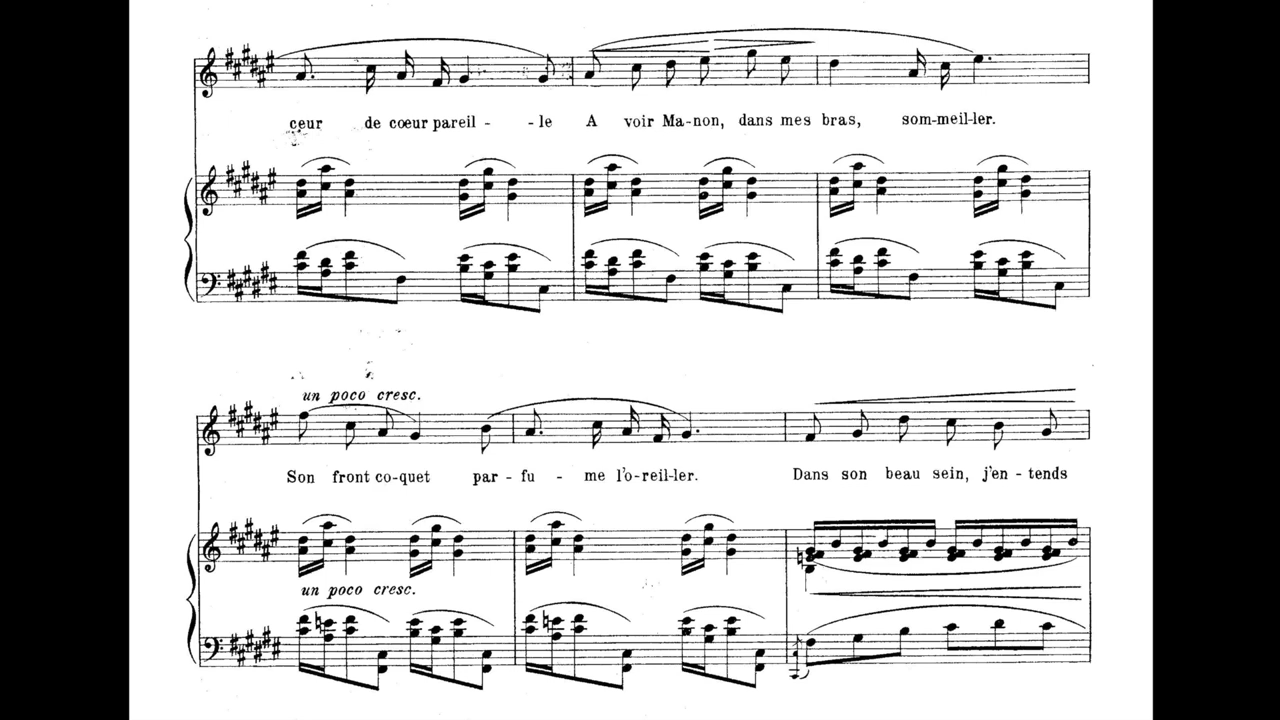 ceur de cœur pareil - - le A voir Ma-non, dans mes bras, som-meil-ler.
un poco cresc.
Son front co-quet par - fu - me l'o-reil-ler. Dans son beau sein, j'en - tends
un poco cresc.